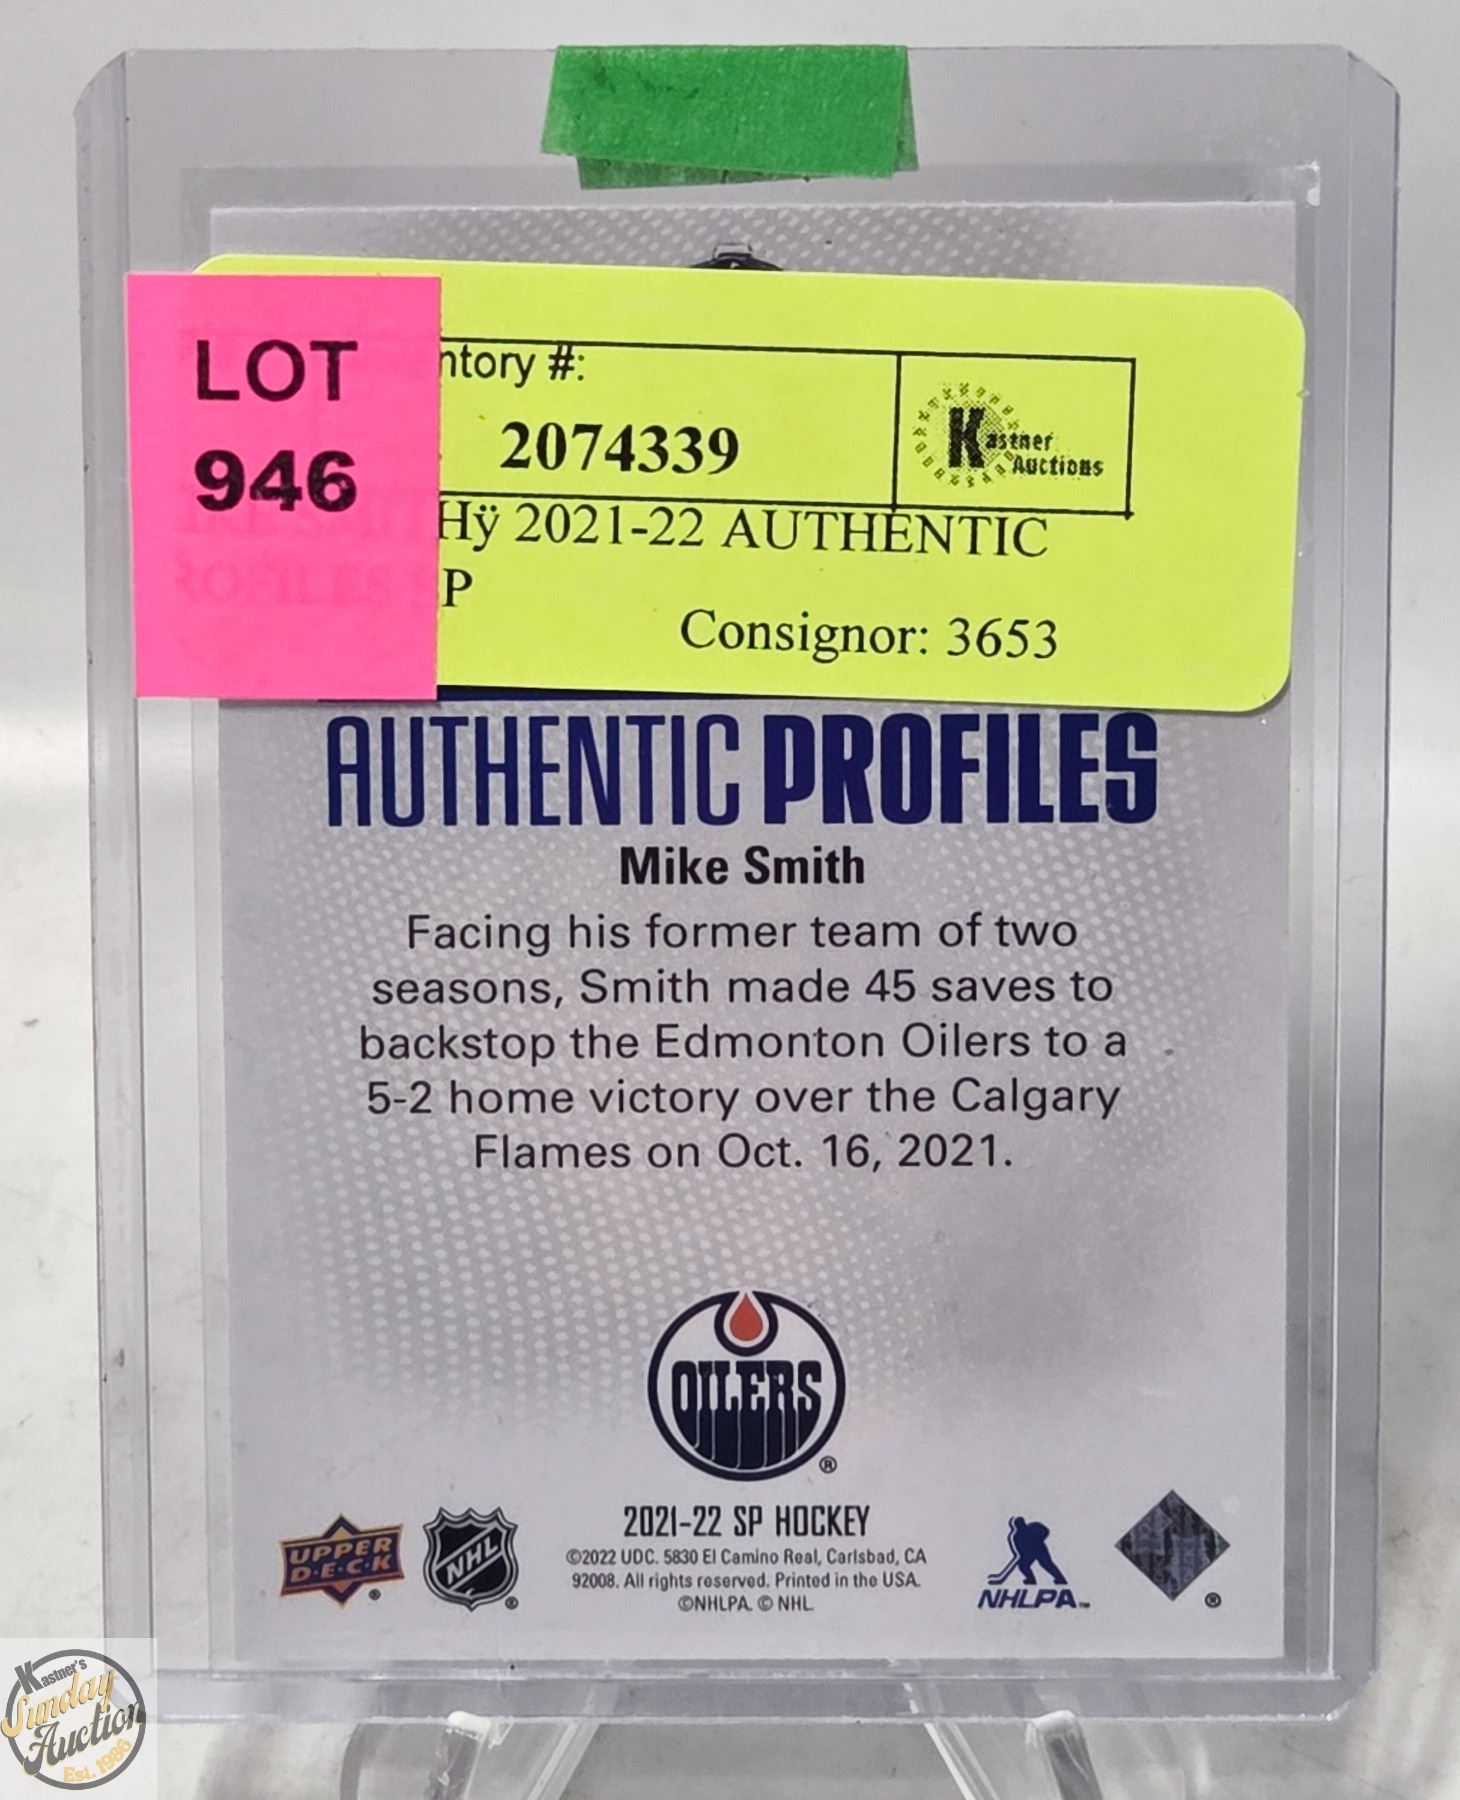 LOT
946
ntory #:
2074339
Kastner
Auctions
Hÿ 2021-22 AUTHENTIC
ROFILES SP
Consignor: 3653
AUTHENTIC PROFILES
Mike Smith
Facing his former team of two
seasons, Smith made 45 saves to
backstop the Edmonton Oilers to a
5-2 home victory over the Calgary
Flames on Oct. 16, 2021.
OILERS
®
2021-22 SP HOCKEY
©2022 UDC. 5830 El Camino Real, Carlsbad, CA
92008. All rights reserved. Printed in the USA.
©NHLPA. © NHL.
UPPER
D·E·C·K
®
NHL
®
NHLPA™
®
Kastner's
Sunday
Auction
Est. 1986